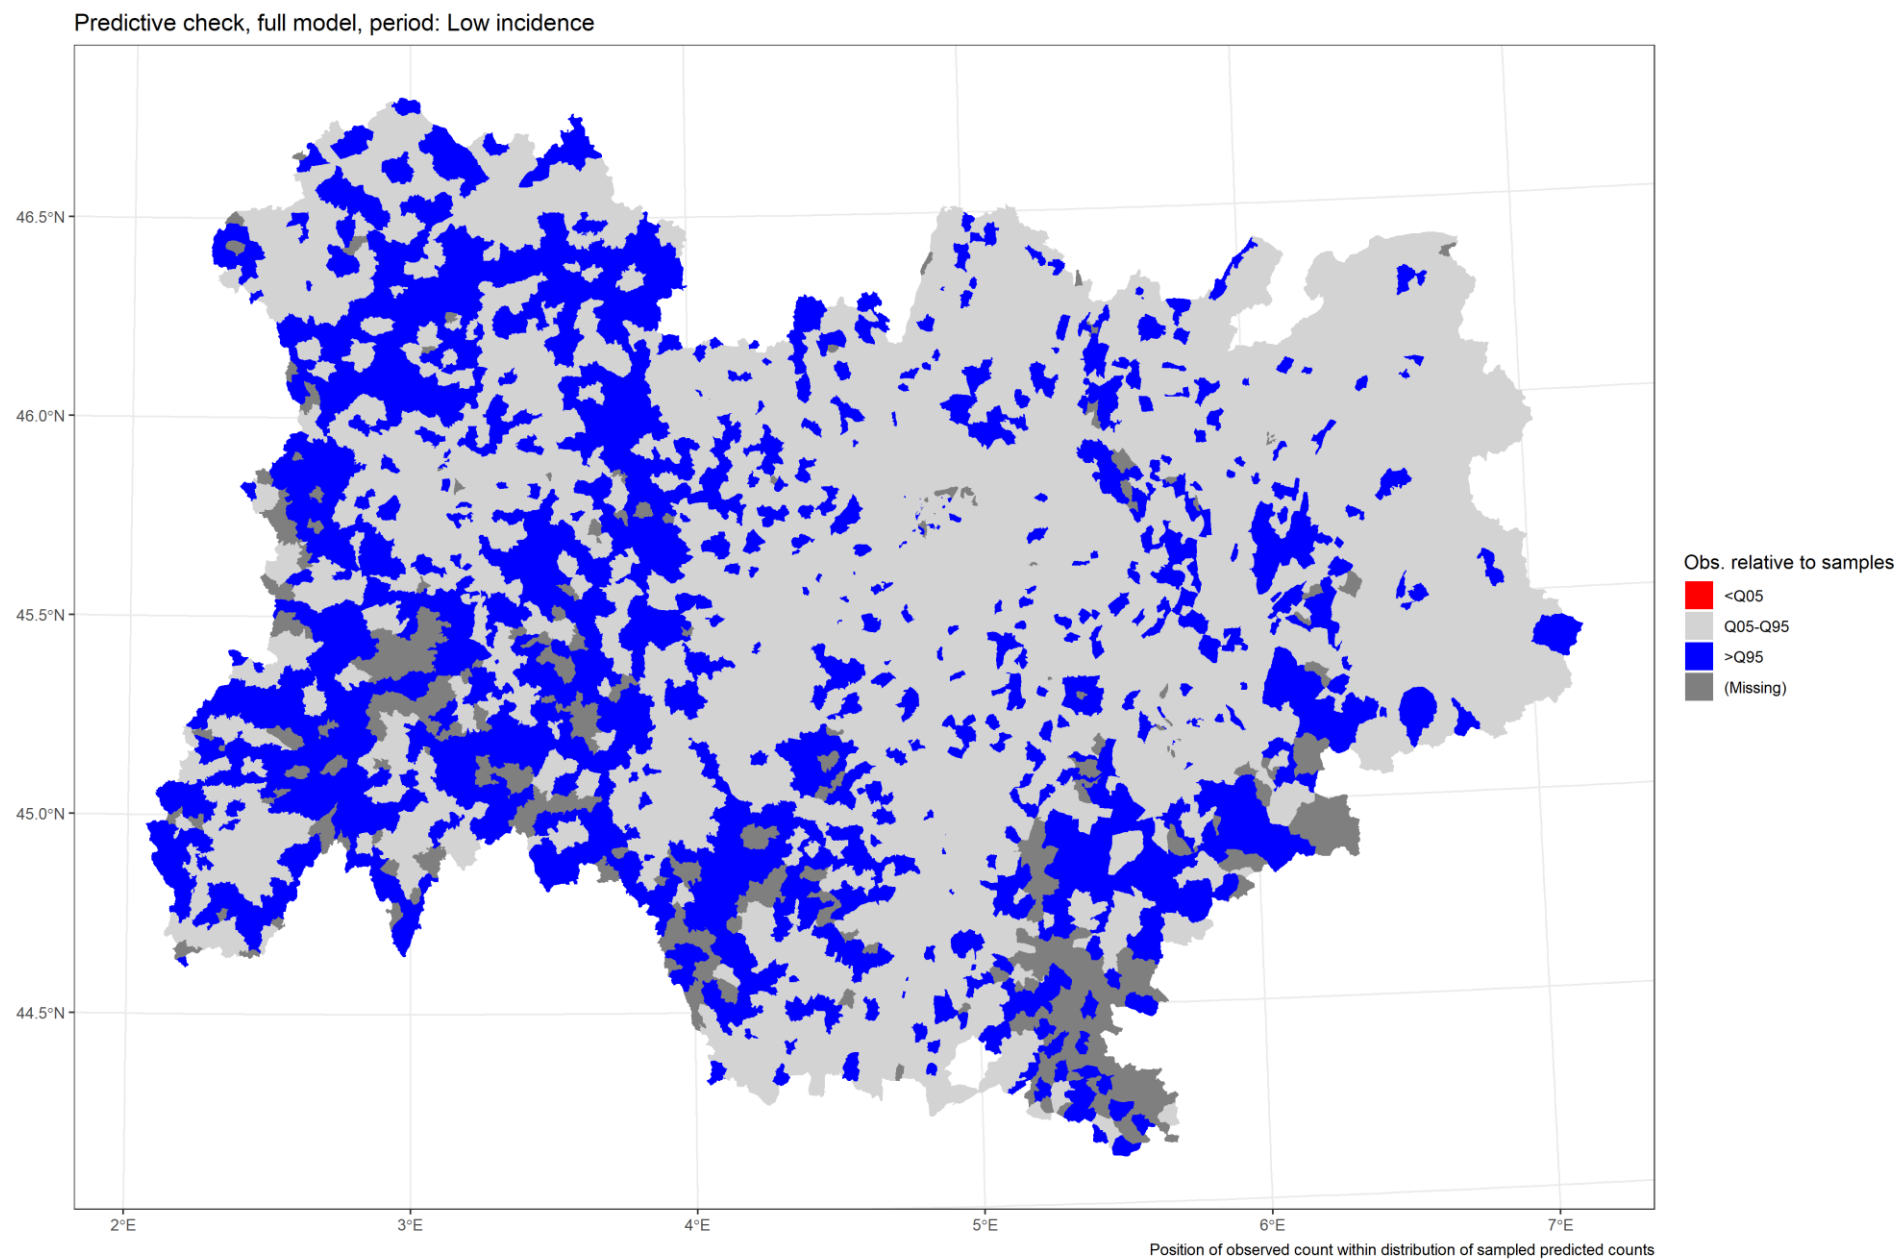 Predictive check, full model, period: Low incidence
46.5°N
46.0°N
45.5°N
45.0°N
44.5°N
2°E 3°E 4°E 5°E 6°E 7°E
Obs. relative to samples
<Q05
Q05-Q95
>Q95
(Missing)
Position of observed count within distribution of sampled predicted counts